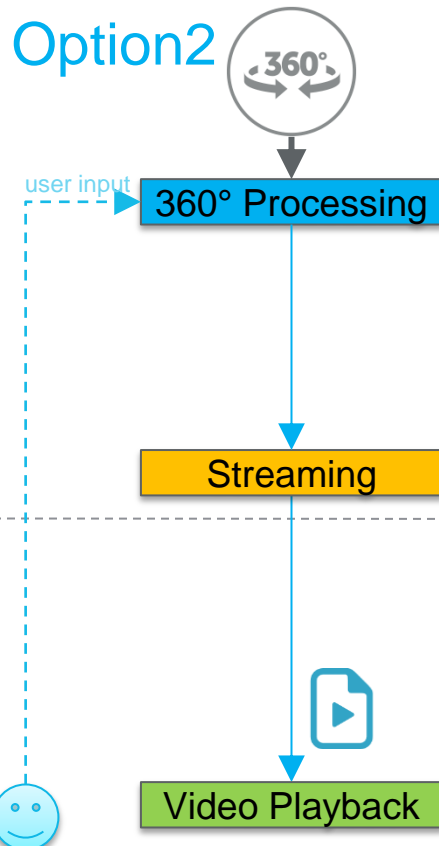 Option2
360°
user input
360° Processing
Streaming
Video Playback